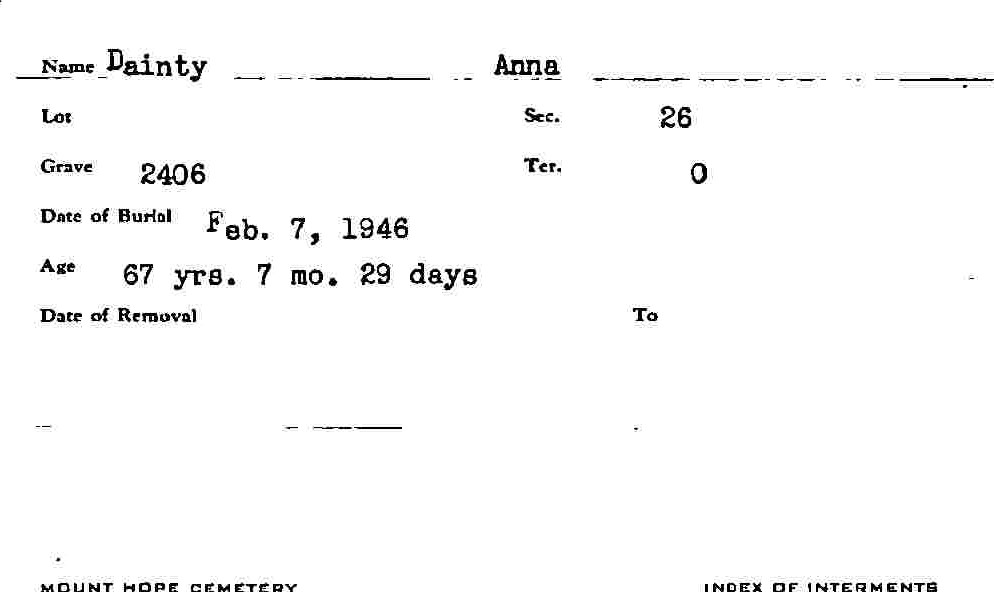 Name Dainty Anna
Lot Sec. 26
Grave 2406 Ter. 0
Date of Burial Feb. 7, 1946
Age 67 yrs. 7 mo. 29 days
Date of Removal To
MOUNT HOPE CEMETERY INDEX OF INTERMENTS